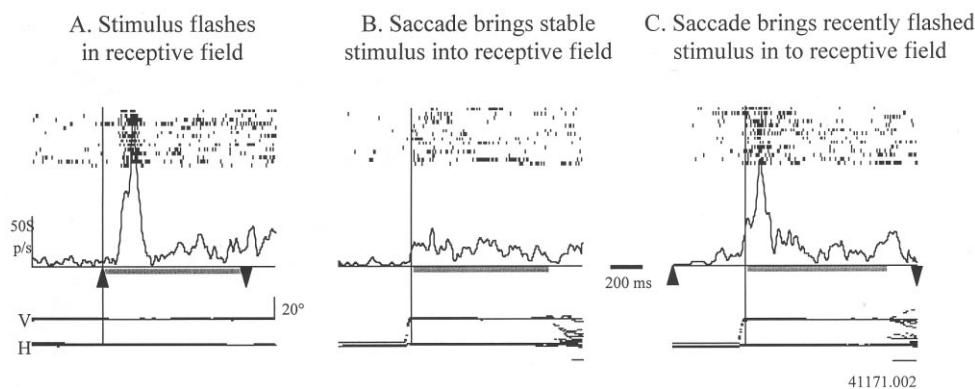 A. Stimulus flashes
in receptive field
B. Saccade brings stable
stimulus into receptive field
C. Saccade brings recently flashed
stimulus in to receptive field
50S
p/s
200 ms
20°
V
H
41171.002